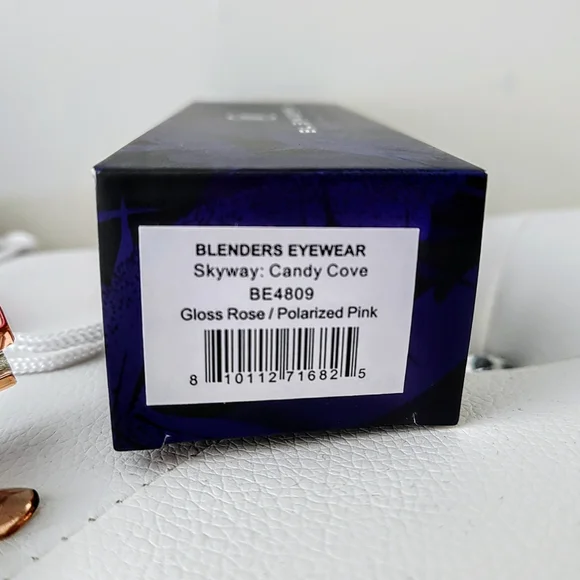 BLENDERS EYEWEAR
Skyway: Candy Cove
BE4809
Gloss Rose / Polarized Pink
8 10112 71682 5